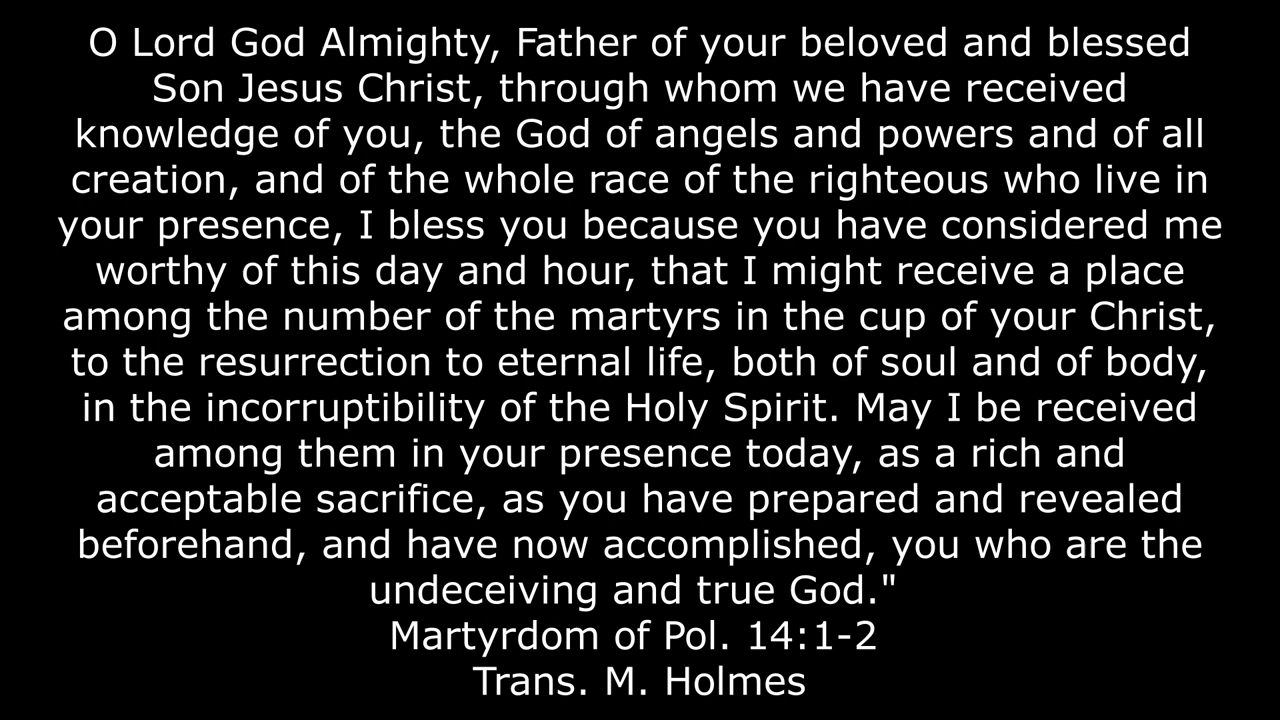 O Lord God Almighty, Father of your beloved and blessed
Son Jesus Christ, through whom we have received
knowledge of you, the God of angels and powers and of all
creation, and of the whole race of the righteous who live in
your presence, I bless you because you have considered me
worthy of this day and hour, that I might receive a place
among the number of the martyrs in the cup of your Christ,
to the resurrection to eternal life, both of soul and of body,
in the incorruptibility of the Holy Spirit. May I be received
among them in your presence today, as a rich and
acceptable sacrifice, as you have prepared and revealed
beforehand, and have now accomplished, you who are the
undeceiving and true God."
Martyrdom of Pol. 14:1-2
Trans. M. Holmes